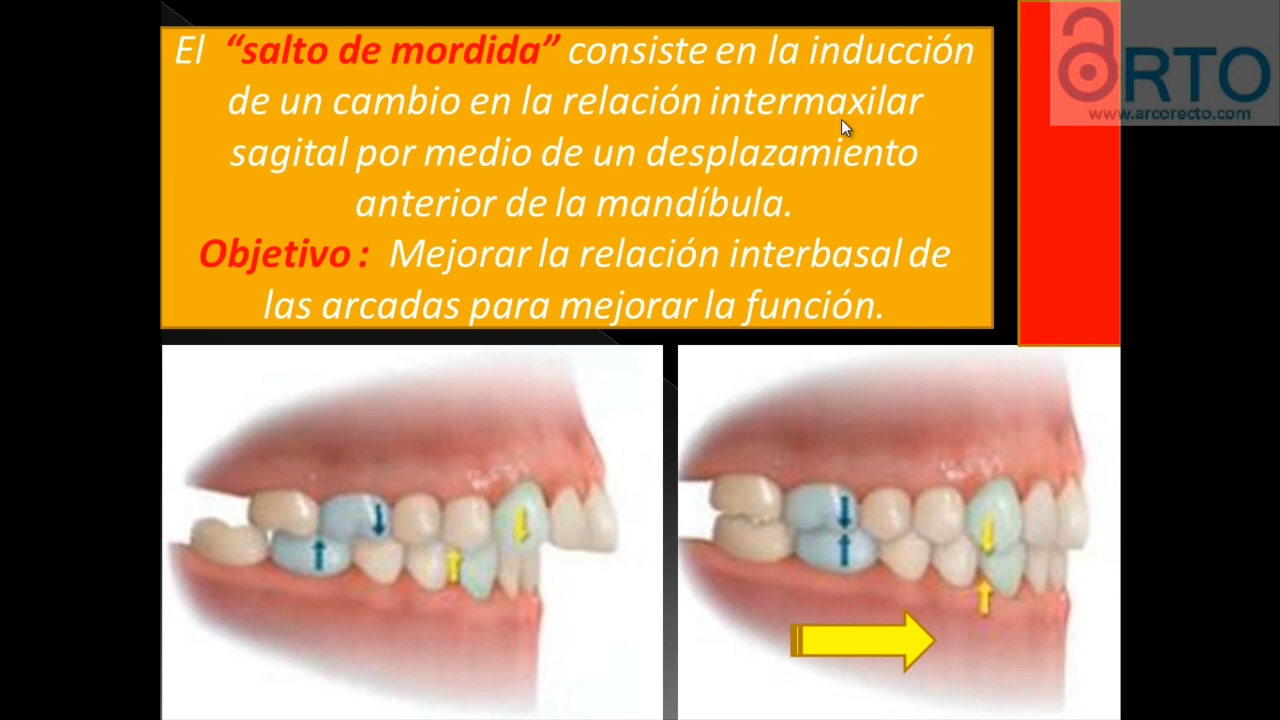 El “salto de mordida” consiste en la inducción
de un cambio en la relación intermaxilar
sagital por medio de un desplazamiento
anterior de la mandíbula.
Objetivo : Mejorar la relación interbasal de
las arcadas para mejorar la función.
aRTO
www.arcorecto.com